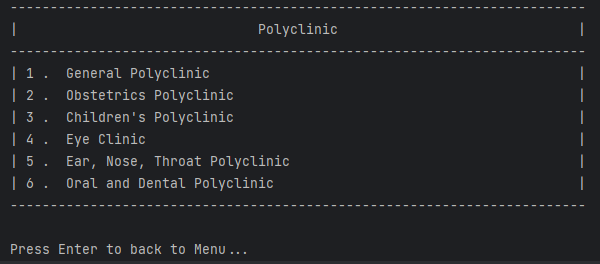 ------------------------------------------------------------------------
|                              Polyclinic                              |
------------------------------------------------------------------------
| 1 .  General Polyclinic                                              |
| 2 .  Obstetrics Polyclinic                                           |
| 3 .  Children's Polyclinic                                           |
| 4 .  Eye Clinic                                                      |
| 5 .  Ear, Nose, Throat Polyclinic                                    |
| 6 .  Oral and Dental Polyclinic                                      |
------------------------------------------------------------------------
Press Enter to back to Menu...